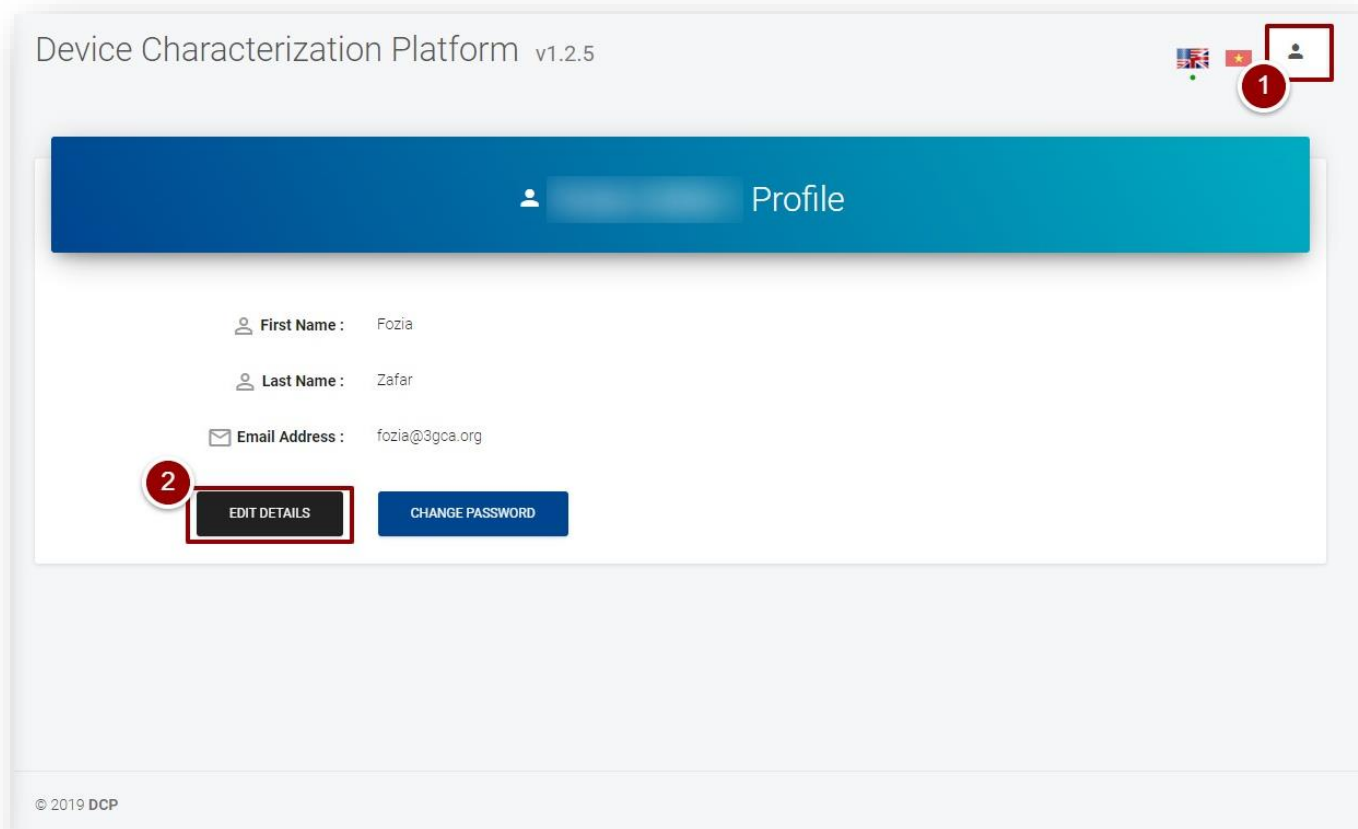 Device Characterization Platform v1.2.5
1
Profile
First Name : Fozia
Last Name : Zafar
Email Address : fozia@3gca.org
2
EDIT DETAILS CHANGE PASSWORD
© 2019 DCP